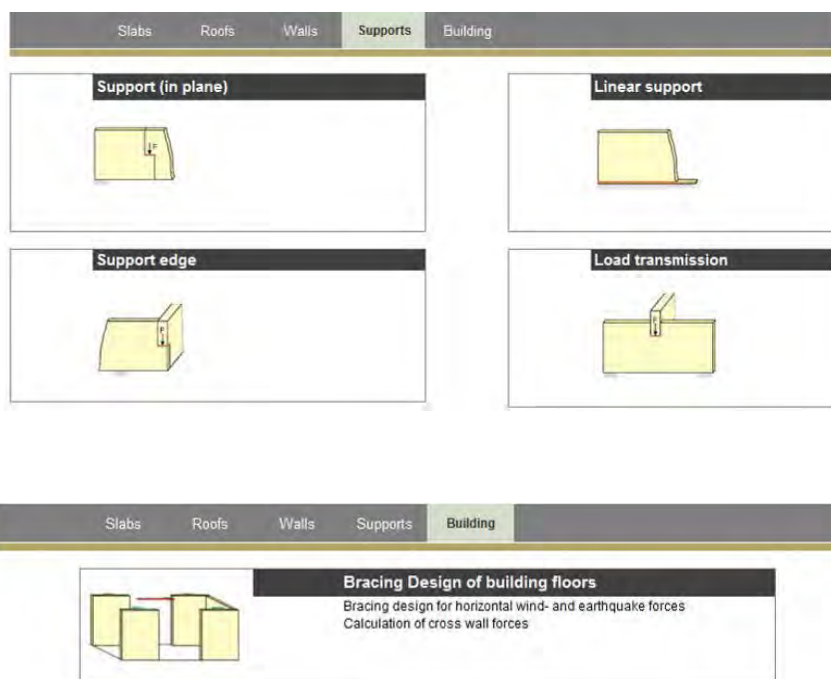 Slabs Roofs Walls Supports Building
Support (in plane)
F
Linear support
Support edge
F
Load transmission
F
Slabs Roofs Walls Supports Building
Bracing Design of building floors
Bracing design for horizontal wind- and earthquake forces
Calculation of cross wall forces